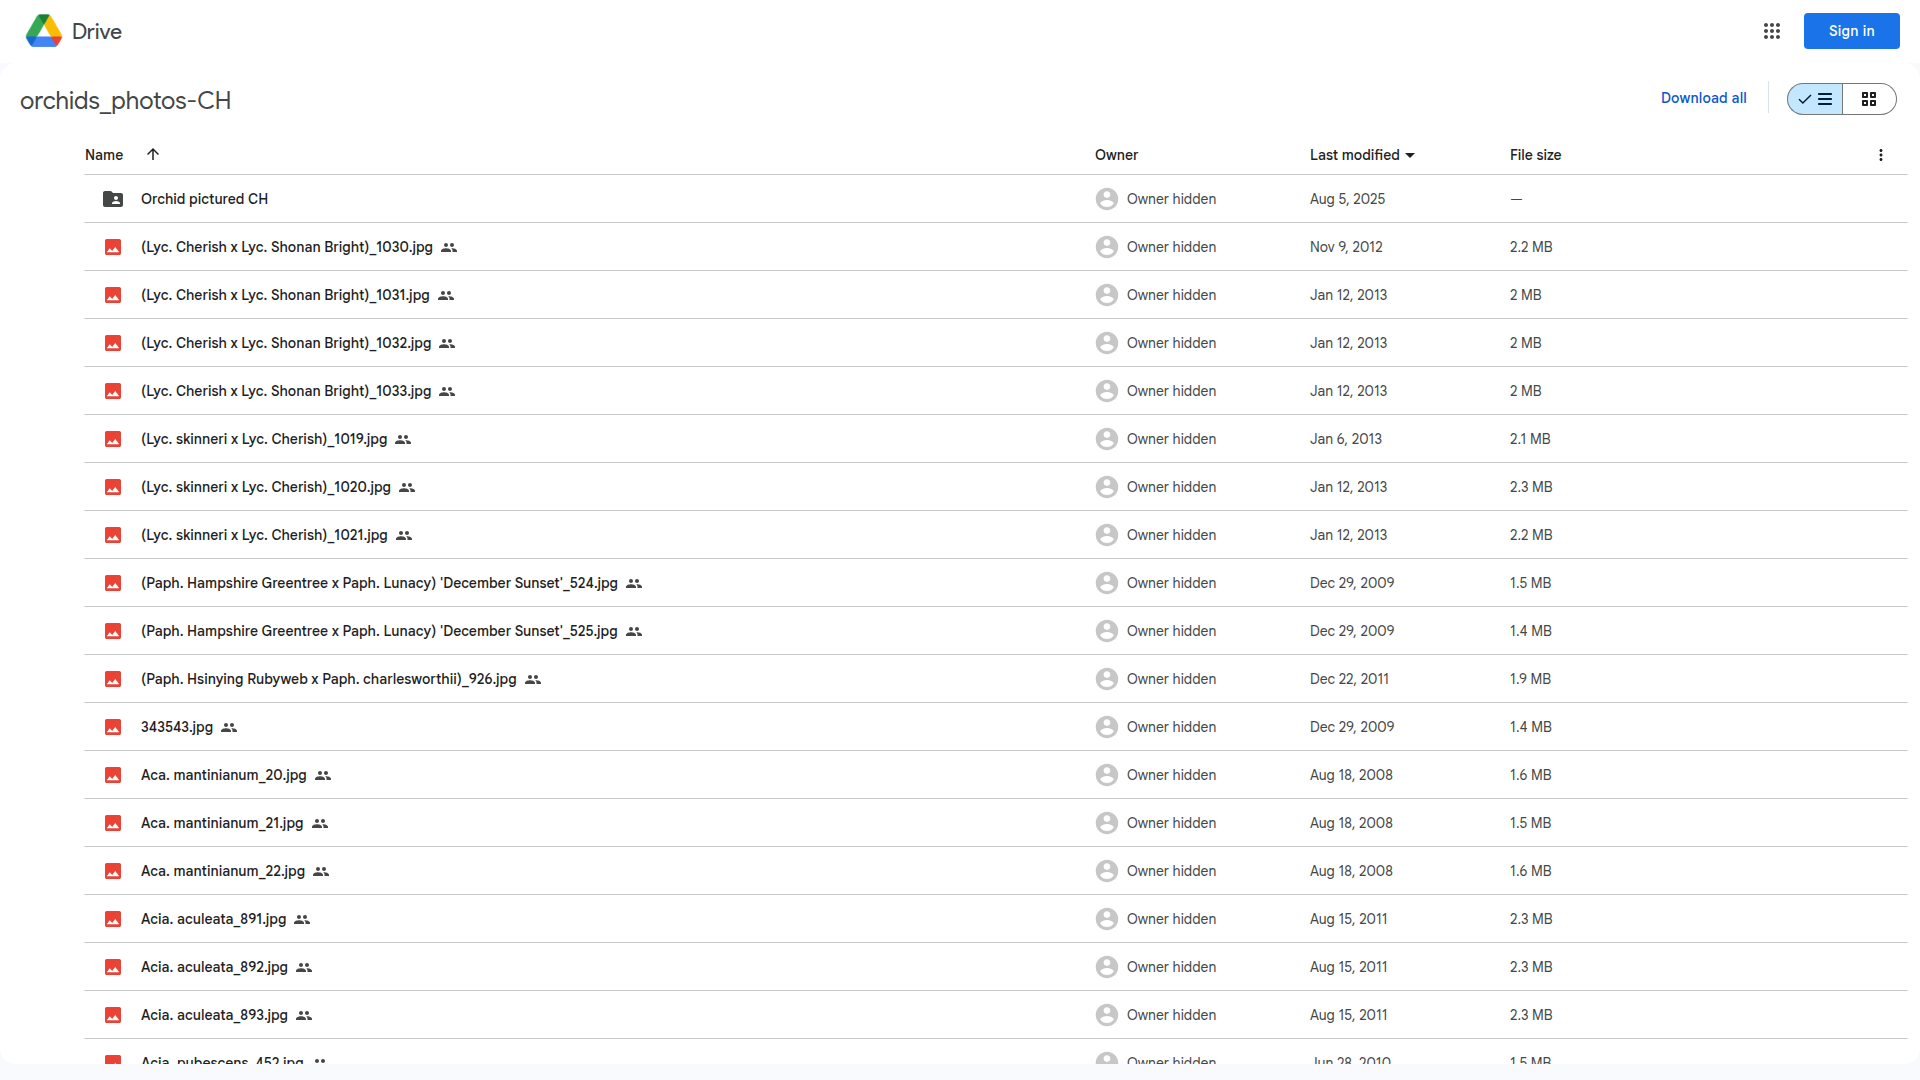 Drive
Sign in
orchids_photos-CH
Download all
Name Owner Last modified File size
Orchid pictured CH Owner hidden Aug 5, 2025 —
(Lyc. Cherish x Lyc. Shonan Bright)_1030.jpg Owner hidden Nov 9, 2012 2.2 MB
(Lyc. Cherish x Lyc. Shonan Bright)_1031.jpg Owner hidden Jan 12, 2013 2 MB
(Lyc. Cherish x Lyc. Shonan Bright)_1032.jpg Owner hidden Jan 12, 2013 2 MB
(Lyc. Cherish x Lyc. Shonan Bright)_1033.jpg Owner hidden Jan 12, 2013 2 MB
(Lyc. skinneri x Lyc. Cherish)_1019.jpg Owner hidden Jan 6, 2013 2.1 MB
(Lyc. skinneri x Lyc. Cherish)_1020.jpg Owner hidden Jan 12, 2013 2.3 MB
(Lyc. skinneri x Lyc. Cherish)_1021.jpg Owner hidden Jan 12, 2013 2.2 MB
(Paph. Hampshire Greentree x Paph. Lunacy) 'December Sunset'_524.jpg Owner hidden Dec 29, 2009 1.5 MB
(Paph. Hampshire Greentree x Paph. Lunacy) 'December Sunset'_525.jpg Owner hidden Dec 29, 2009 1.4 MB
(Paph. Hsinying Rubyweb x Paph. charlesworthii)_926.jpg Owner hidden Dec 22, 2011 1.9 MB
343543.jpg Owner hidden Dec 29, 2009 1.4 MB
Aca. mantinianum_20.jpg Owner hidden Aug 18, 2008 1.6 MB
Aca. mantinianum_21.jpg Owner hidden Aug 18, 2008 1.5 MB
Aca. mantinianum_22.jpg Owner hidden Aug 18, 2008 1.6 MB
Acia. aculeata_891.jpg Owner hidden Aug 15, 2011 2.3 MB
Acia. aculeata_892.jpg Owner hidden Aug 15, 2011 2.3 MB
Acia. aculeata_893.jpg Owner hidden Aug 15, 2011 2.3 MB
Acia. pubescens_452.jpg Owner hidden Jun 28, 2010 1.5 MB